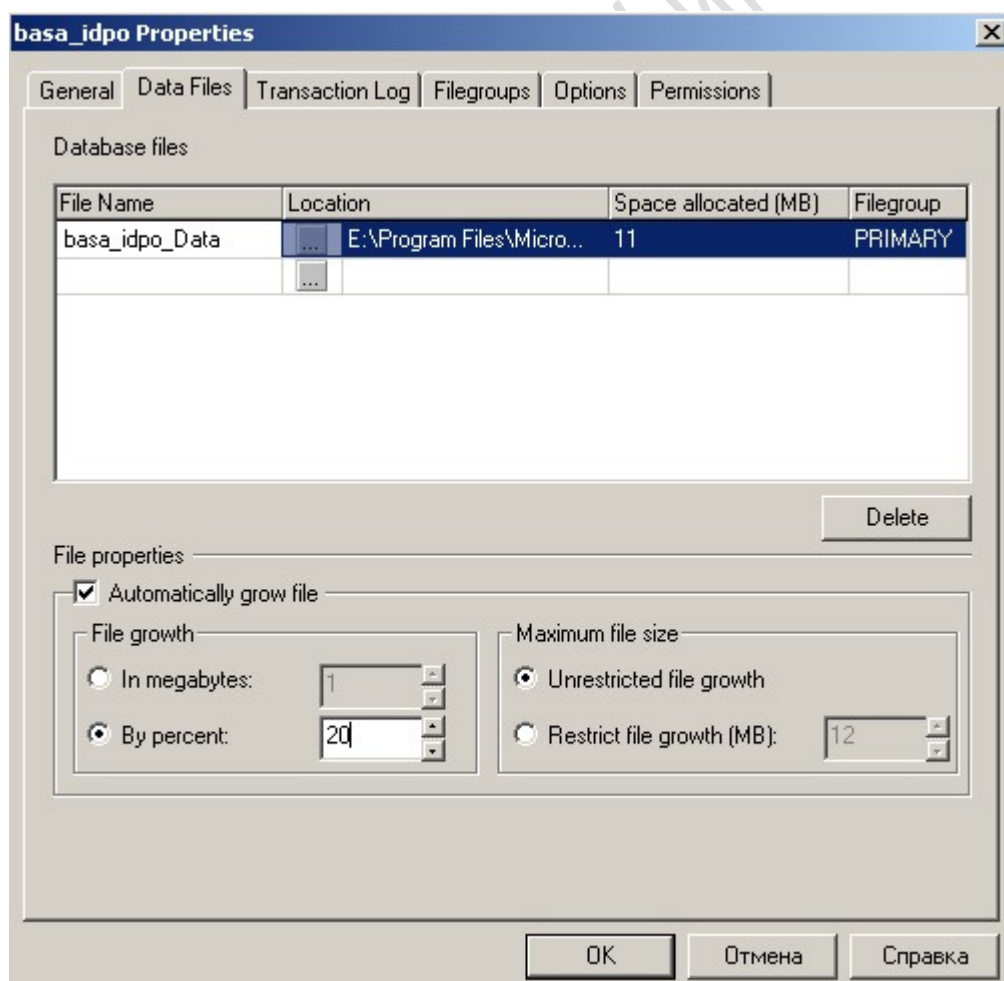 basa_idpo Properties
General Data Files Transaction Log Filegroups Options Permissions
Database files
File Name Location Space allocated (MB) Filegroup
basa_idpo_Data ... E:\Program Files\Micro... 11 PRIMARY
...
Delete
File properties
Automatically grow file
File growth Maximum file size
In megabytes: 1 Unrestricted file growth
By percent: 20 Restrict file growth (MB): 12
OK Отмена Справка